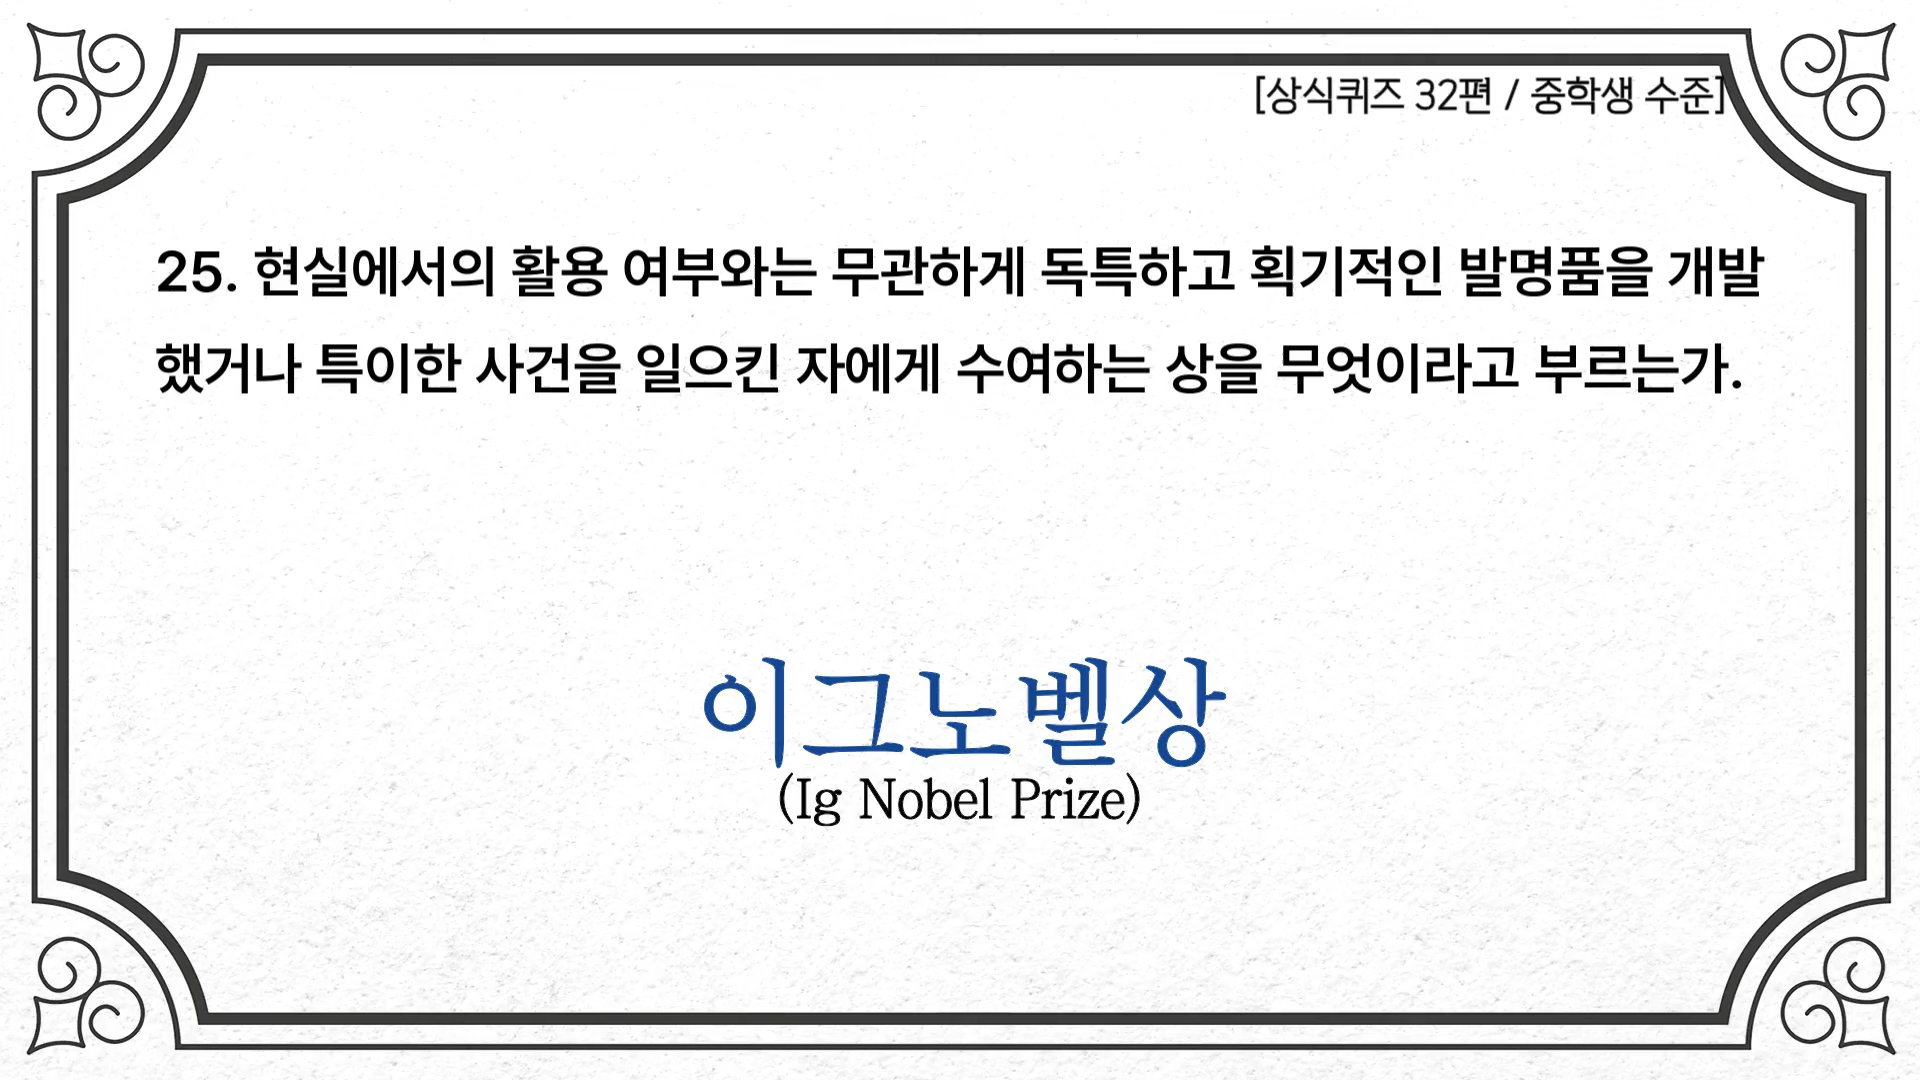 [상식퀴즈 32편 / 중학생 수준]
25. 현실에서의 활용 여부와는 무관하게 독특하고 획기적인 발명품을 개발
했거나 특이한 사건을 일으킨 자에게 수여하는 상을 무엇이라고 부르는가.
이그노벨상
(Ig Nobel Prize)